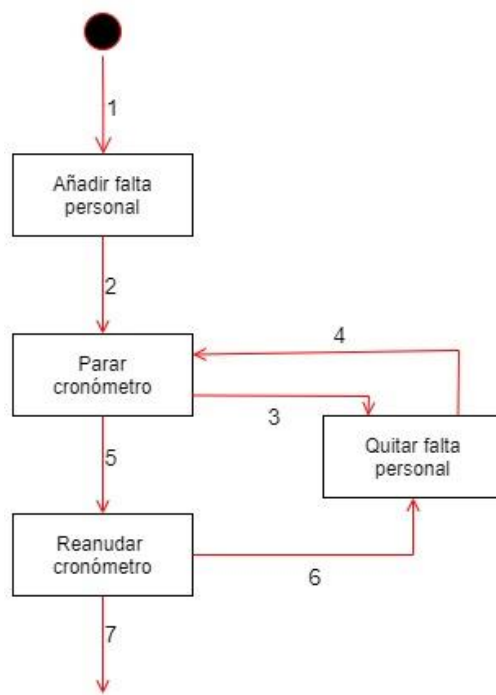 1
Añadir falta
personal
2
4
Parar
cronómetro
3
5
Quitar falta
personal
Reanudar
cronómetro
6
7